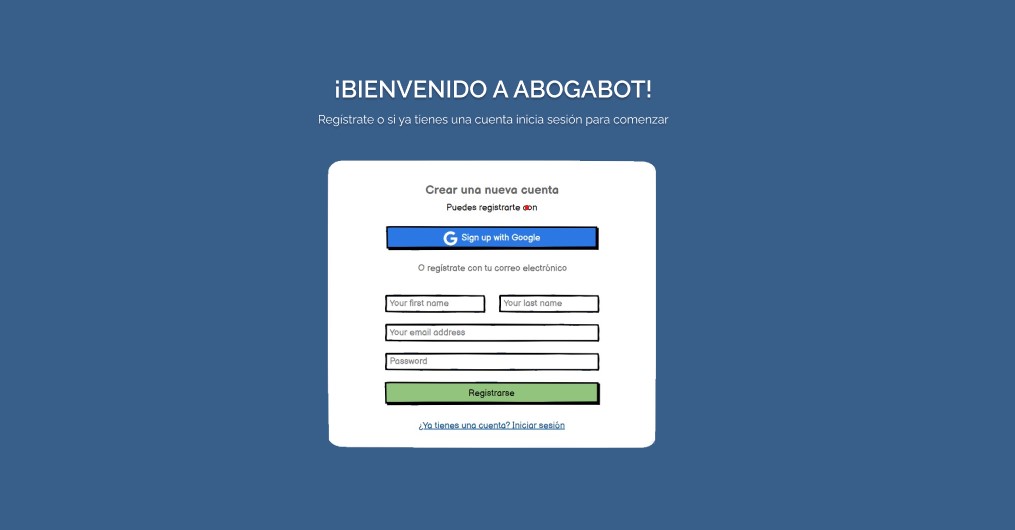 ¡BIENVENIDO A ABOGABOT!
Regístrate o si ya tienes una cuenta inicia sesión para comenzar
Crear una nueva cuenta
Puedes registrarte con
Sign up with Google
O regístrate con tu correo electrónico
Your first name Your last name
Your email address
Password
Registrarse
¿Ya tienes una cuenta? Iniciar sesión